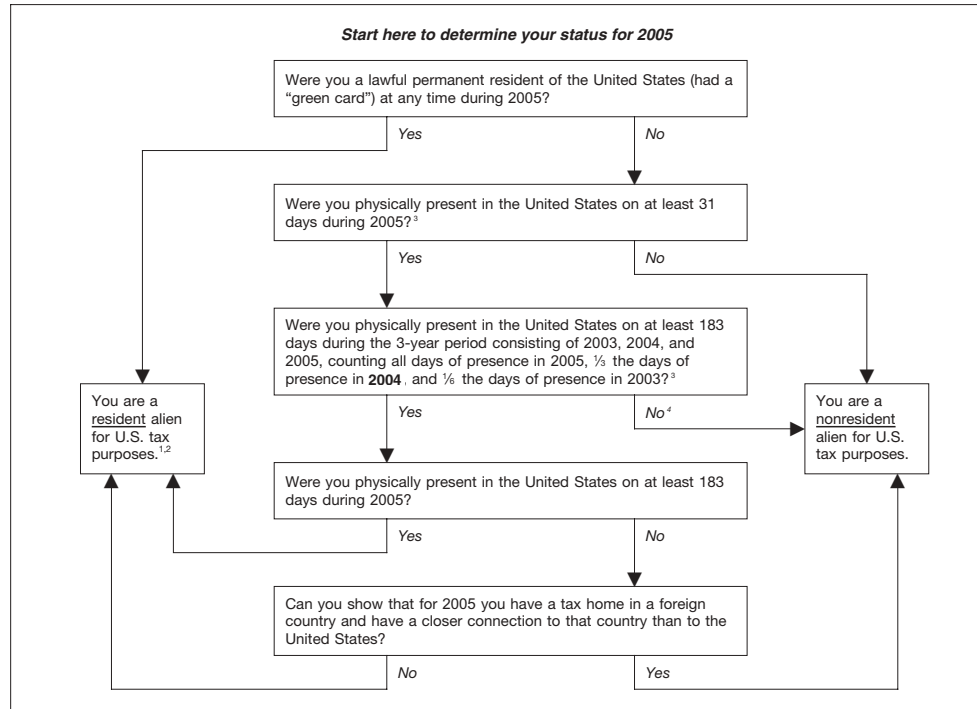 Start here to determine your status for 2005
Were you a lawful permanent resident of the United States (had a
“green card”) at any time during 2005?
Yes
No
Were you physically present in the United States on at least 31
days during 2005?³
Yes
No
Were you physically present in the United States on at least 183
days during the 3-year period consisting of 2003, 2004, and
2005, counting all days of presence in 2005, ⅓ the days of
presence in 2004, and ⅙ the days of presence in 2003?³
Yes
No⁴
You are a
resident alien
for U.S. tax
purposes.¹,²
You are a
nonresident
alien for U.S.
tax purposes.
Were you physically present in the United States on at least 183
days during 2005?
Yes
No
Can you show that for 2005 you have a tax home in a foreign
country and have a closer connection to that country than to the
United States?
No
Yes